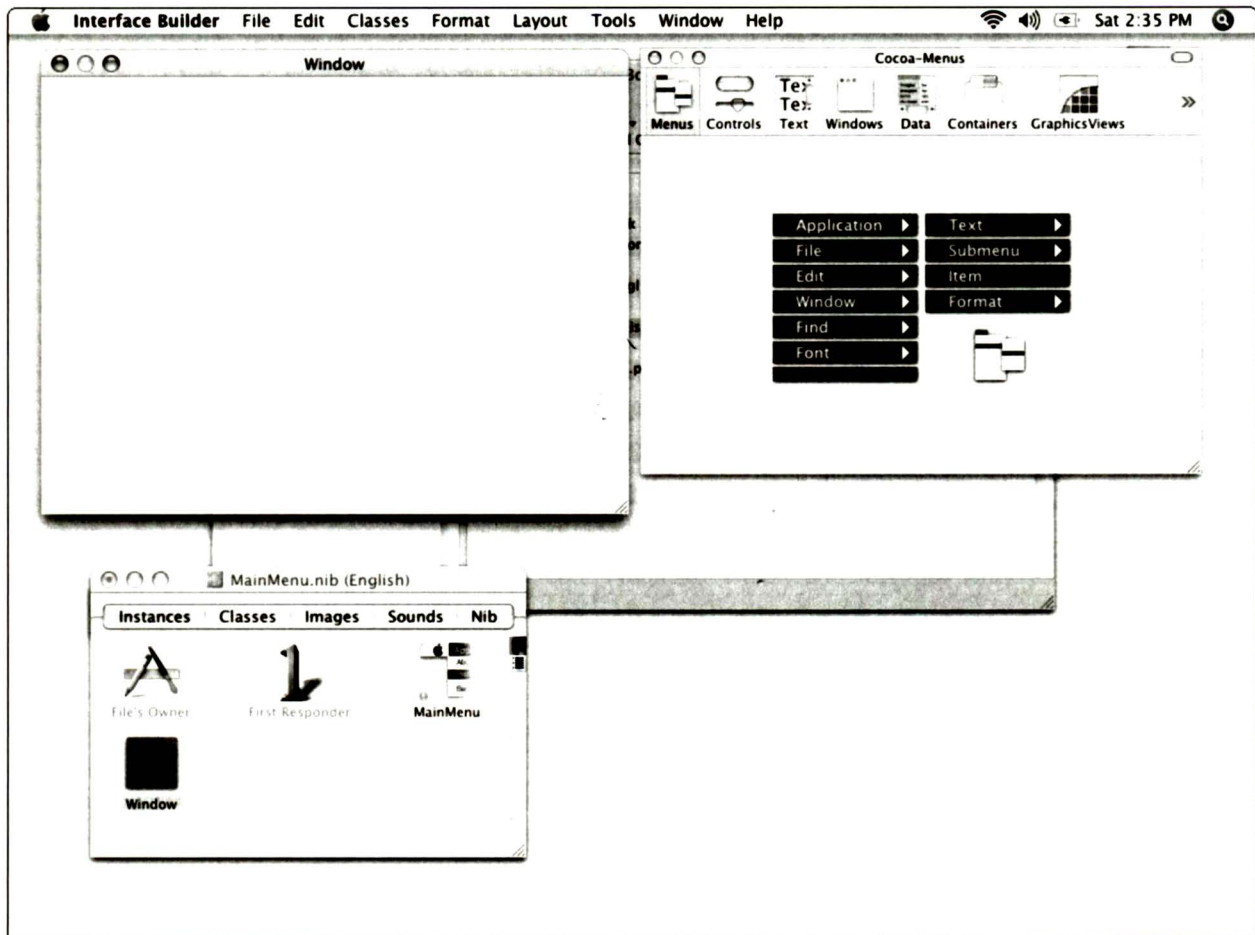 Interface Builder File Edit Classes Format Layout Tools Window Help Sat 2:35 PM
Window
Cocoa-Menus
Menus Controls Text Windows Data Containers GraphicsViews
Application Text
File Submenu
Edit Item
Window Format
Find
Font
MainMenu.nib (English)
Instances Classes Images Sounds Nib
File's Owner First Responder MainMenu
Window